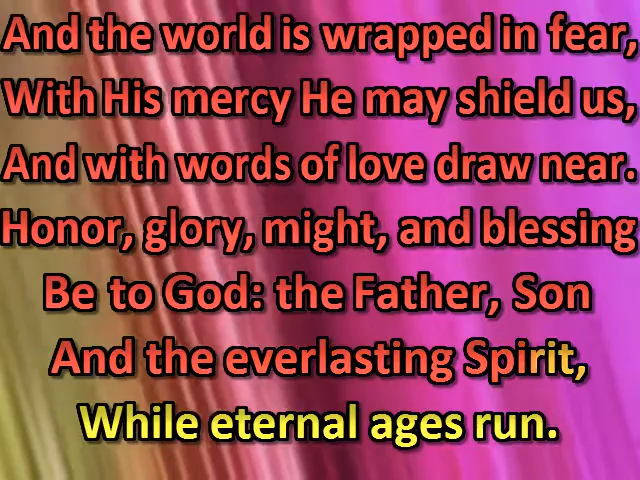 And the world is wrapped in fear,
With His mercy He may shield us,
And with words of love draw near.
Honor, glory, might, and blessing
Be to God: the Father, Son
And the everlasting Spirit,
While eternal ages run.